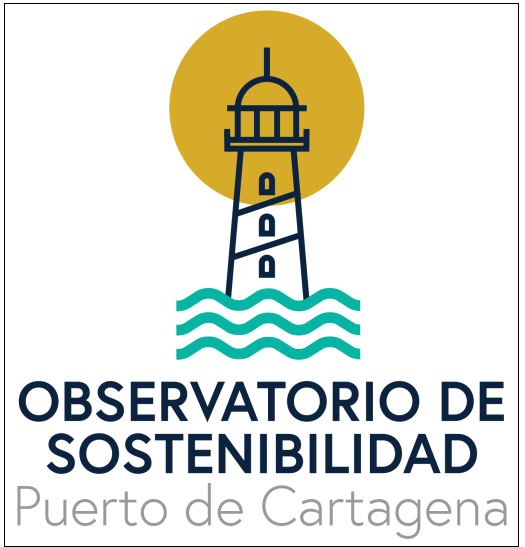 OBSERVATORIO DE
SOSTENIBILIDAD
Puerto de Cartagena